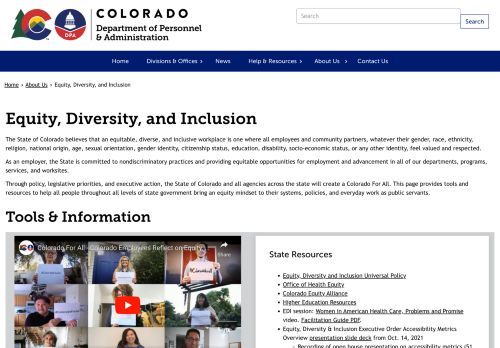 COLORADO
Department of Personnel
& Administration
DPA
Search
Search
Home
Divisions & Offices
News
Help & Resources
About Us
Contact Us
Home › About Us › Equity, Diversity, and Inclusion
Equity, Diversity, and Inclusion
The State of Colorado believes that an equitable, diverse, and inclusive workplace is one where all employees and community partners, whatever their gender, race, ethnicity,
religion, national origin, age, sexual orientation, gender identity, citizenship status, education, disability, socio-economic status, or any other identity, feel valued and respected.
As an employer, the State is committed to nondiscriminatory practices and providing equitable opportunities for employment and advancement in all of our departments, programs,
services, and worksites.
Through policy, legislative priorities, and executive action, the State of Colorado and all agencies across the state will create a Colorado For All. This page provides tools and
resources to help all people throughout all levels of state government bring an equity mindset to their systems, policies, and everyday work as public servants.
Tools & Information
Colorado For All - Colorado Employees Reflect on Equity...
Share
State Resources
• Equity, Diversity and Inclusion Universal Policy
• Office of Health Equity
• Colorado Equity Alliance
• Higher Education Resources
• EDI session: Women in American Health Care, Problems and Promise
video. Facilitation Guide PDF.
• Equity, Diversity & Inclusion Executive Order Accessibility Metrics
Overview presentation slide deck from Oct. 14, 2021
○ Recording of open house presentation on accessibility metrics (51